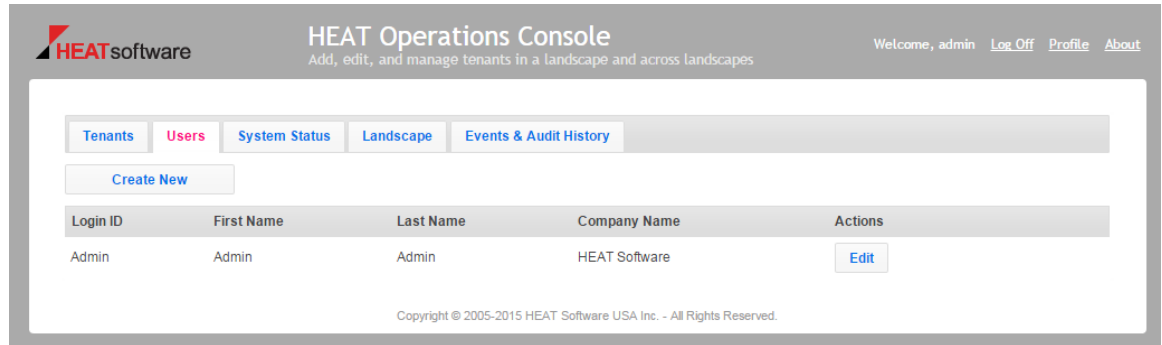 HEATsoftware
HEAT Operations Console
Add, edit, and manage tenants in a landscape and across landscapes
Welcome, admin Log Off Profile About
Tenants Users System Status Landscape Events & Audit History
Create New
Login ID First Name Last Name Company Name Actions
Admin Admin Admin HEAT Software Edit
Copyright © 2005-2015 HEAT Software USA Inc. - All Rights Reserved.